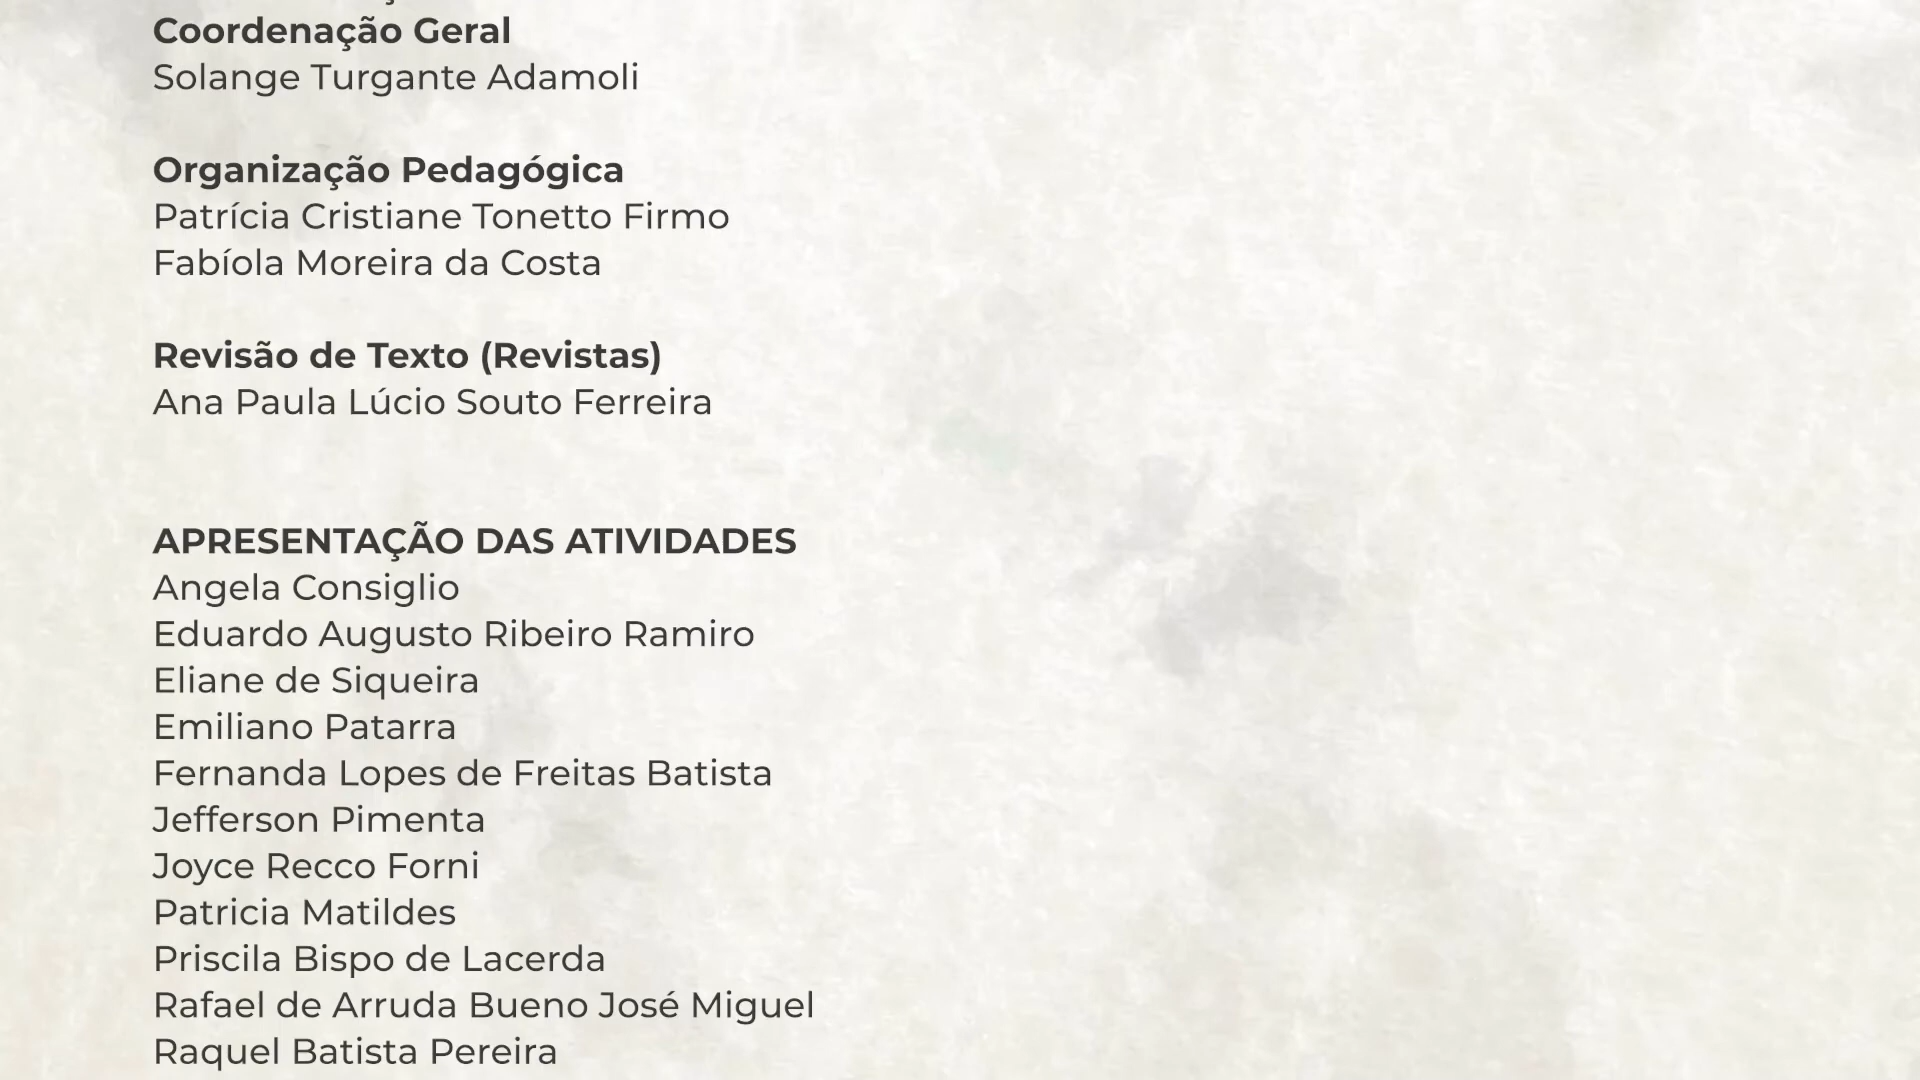 Coordenação Geral
Solange Turgante Adamoli
Organização Pedagógica
Patrícia Cristiane Tonetto Firmo
Fabíola Moreira da Costa
Revisão de Texto (Revistas)
Ana Paula Lúcio Souto Ferreira
APRESENTAÇÃO DAS ATIVIDADES
Angela Consiglio
Eduardo Augusto Ribeiro Ramiro
Eliane de Siqueira
Emiliano Patarra
Fernanda Lopes de Freitas Batista
Jefferson Pimenta
Joyce Recco Forni
Patricia Matildes
Priscila Bispo de Lacerda
Rafael de Arruda Bueno José Miguel
Raquel Batista Pereira